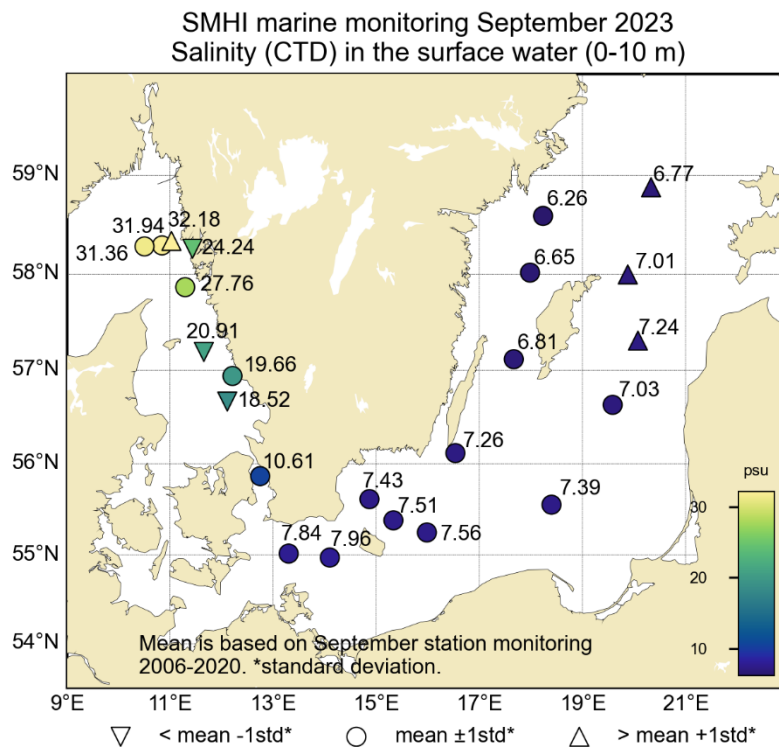 SMHI marine monitoring September 2023
Salinity (CTD) in the surface water (0-10 m)
59°N
58°N
57°N
56°N
55°N
54°N
6.77
6.26
31.94
32.18
31.36
24.24
6.65
7.01
27.76
20.91
7.24
6.81
19.66
18.52
7.03
7.26
10.61
7.43
7.39
7.51
7.84
7.96
7.56
psu
30
20
10
Mean is based on September station monitoring
2006-2020. *standard deviation.
9°E 11°E 13°E 15°E 17°E 19°E 21°E
< mean -1std* mean ±1std* > mean +1std*